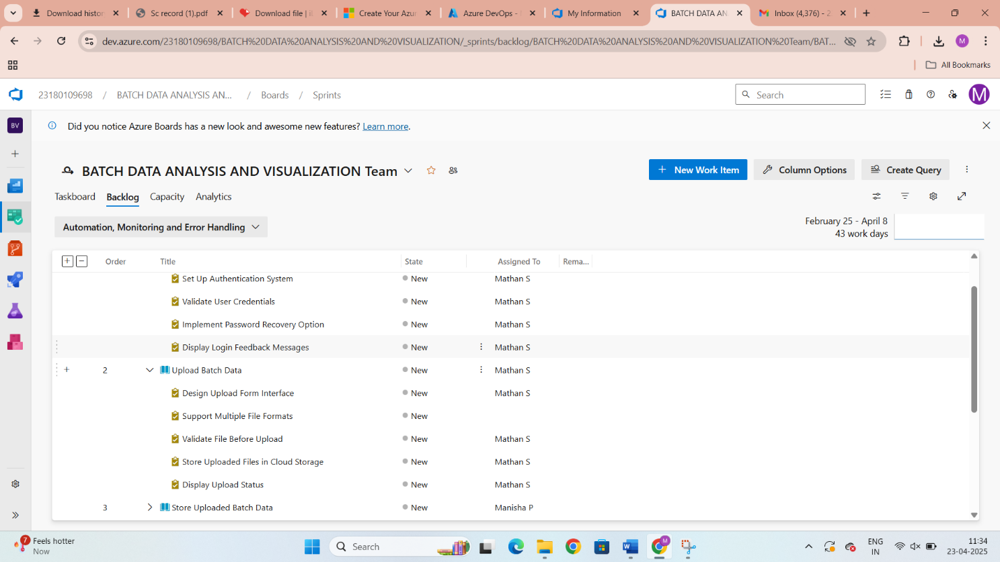 Download histor
Sc record (1).pdf
Download file | iL
Create Your Azur
Azure DevOps -
My Information
BATCH DATA AN
Inbox (4,376) - 2
dev.azure.com/23180109698/BATCH%20DATA%20ANALYSIS%20AND%20VISUALIZATION/_sprints/backlog/BATCH%20DATA%20ANALYSIS%20AND%20VISUALIZATION%20Team/BAT...
M
All Bookmarks
23180109698 / BATCH DATA ANALYSIS AN... / Boards / Sprints
Search
M
BV
Did you notice Azure Boards has a new look and awesome new features? Learn more.
BATCH DATA ANALYSIS AND VISUALIZATION Team
New Work Item
Column Options
Create Query
Taskboard Backlog Capacity Analytics
Automation, Monitoring and Error Handling
February 25 - April 8
43 work days
Order Title State Assigned To Rema...
Set Up Authentication System New Mathan S
Validate User Credentials New Mathan S
Implement Password Recovery Option New Mathan S
Display Login Feedback Messages New Mathan S
2 Upload Batch Data New Mathan S
Design Upload Form Interface New Mathan S
Support Multiple File Formats New
Validate File Before Upload New Mathan S
Store Uploaded Files in Cloud Storage New Mathan S
Display Upload Status New Mathan S
3 Store Uploaded Batch Data New Manisha P
7
Feels hotter
Now
Search
M
ENG
IN
11:34
23-04-2025